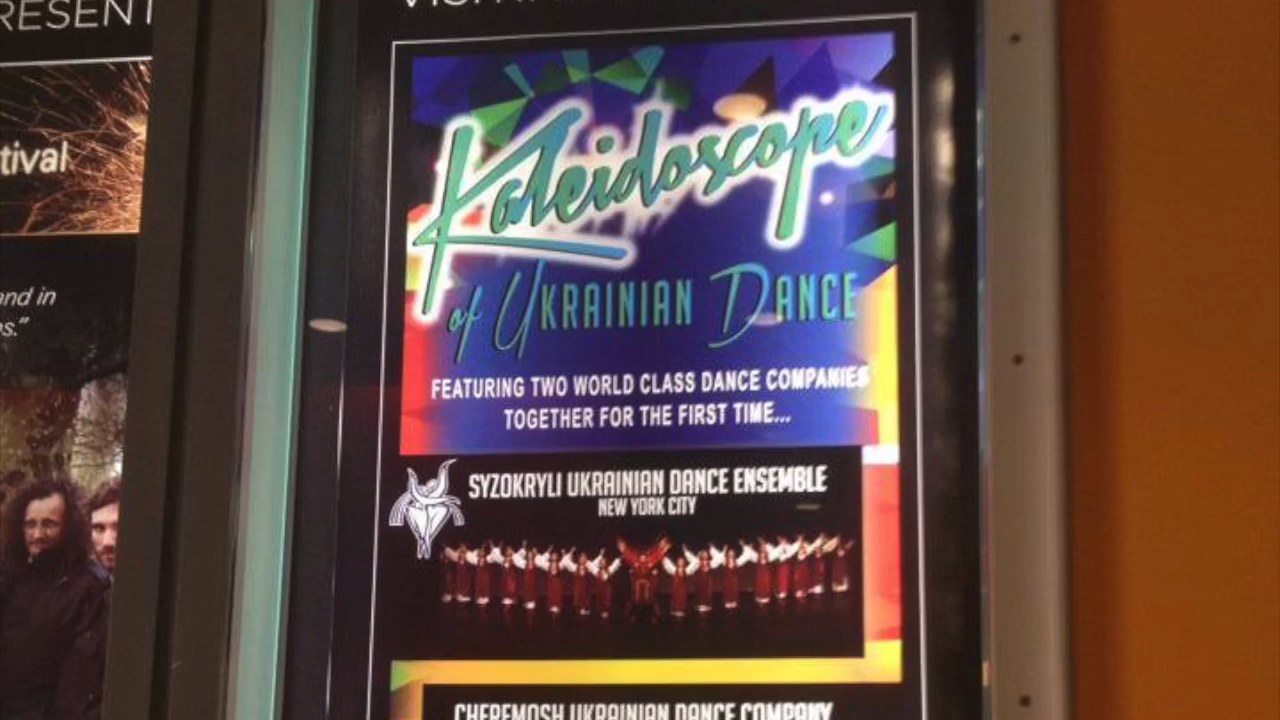 RESENT
tival
and in
s."
Kaleidoscope
of UKRAINIAN DANCE
FEATURING TWO WORLD CLASS DANCE COMPANIES
TOGETHER FOR THE FIRST TIME...
SYZOKRYLI UKRAINIAN DANCE ENSEMBLE
NEW YORK CITY
CHEREMOSH UKRAINIAN DANCE COMPANY